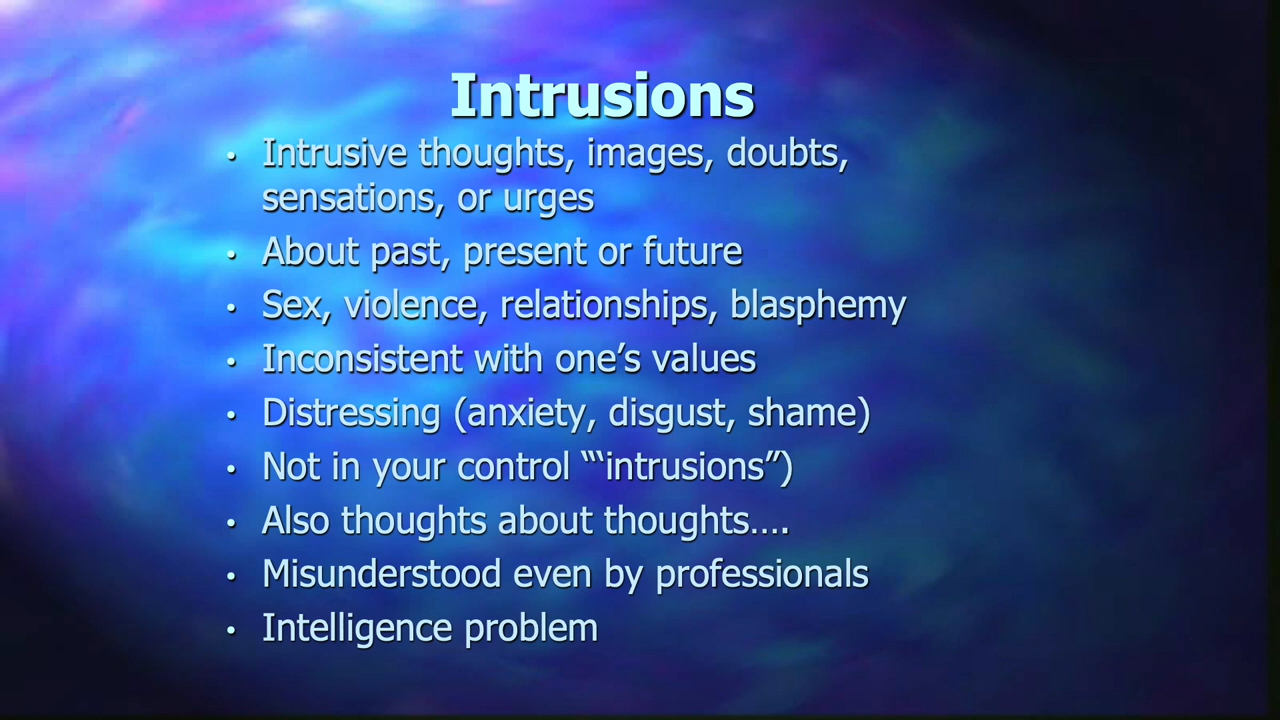 Intrusions
• Intrusive thoughts, images, doubts,
sensations, or urges
• About past, present or future
• Sex, violence, relationships, blasphemy
• Inconsistent with one’s values
• Distressing (anxiety, disgust, shame)
• Not in your control “‘intrusions”)
• Also thoughts about thoughts….
• Misunderstood even by professionals
• Intelligence problem